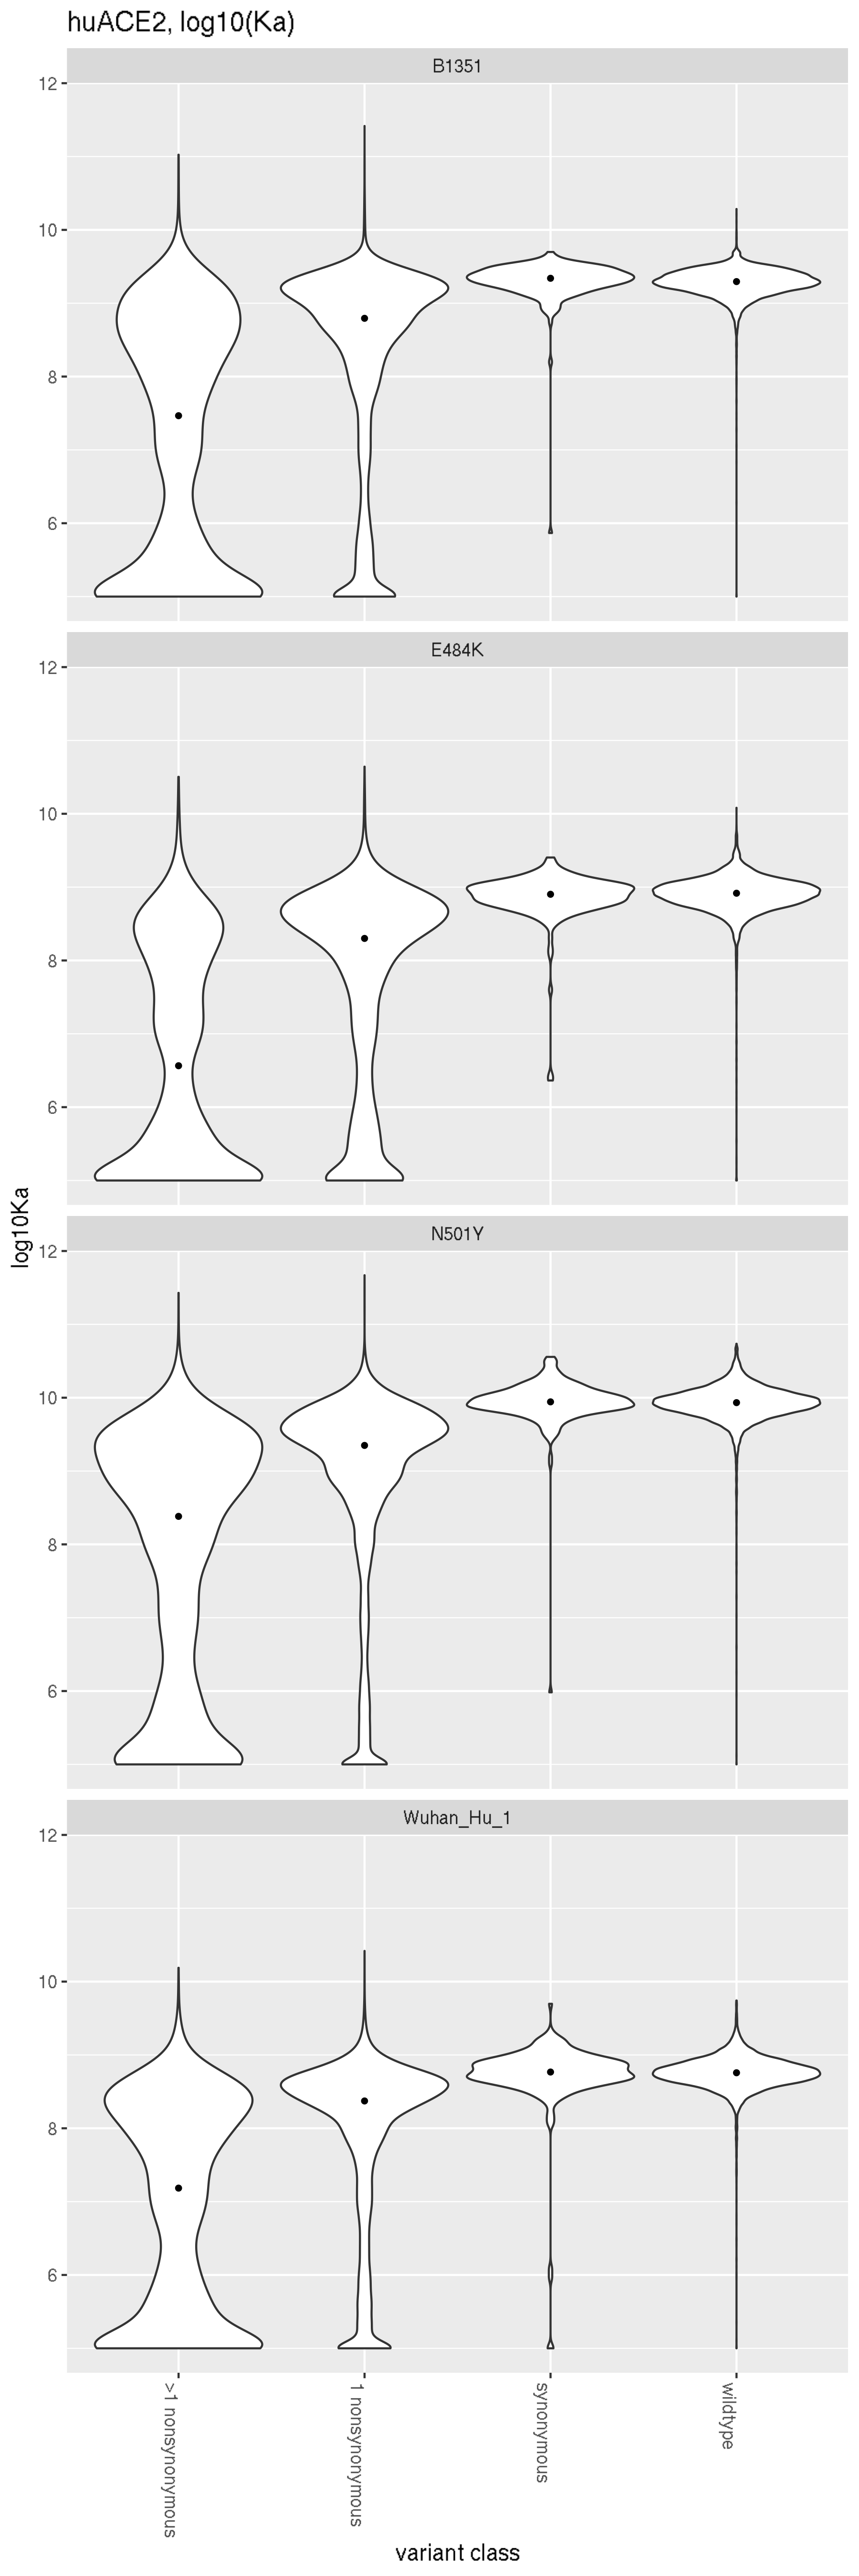 huACE2, log10(Ka)
B1351
12
10
8
6
E484K
12
10
8
6
N501Y
12
10
8
6
Wuhan_Hu_1
12
10
8
6
log10Ka
>1 nonsynonymous
1 nonsynonymous
synonymous
wildtype
variant class